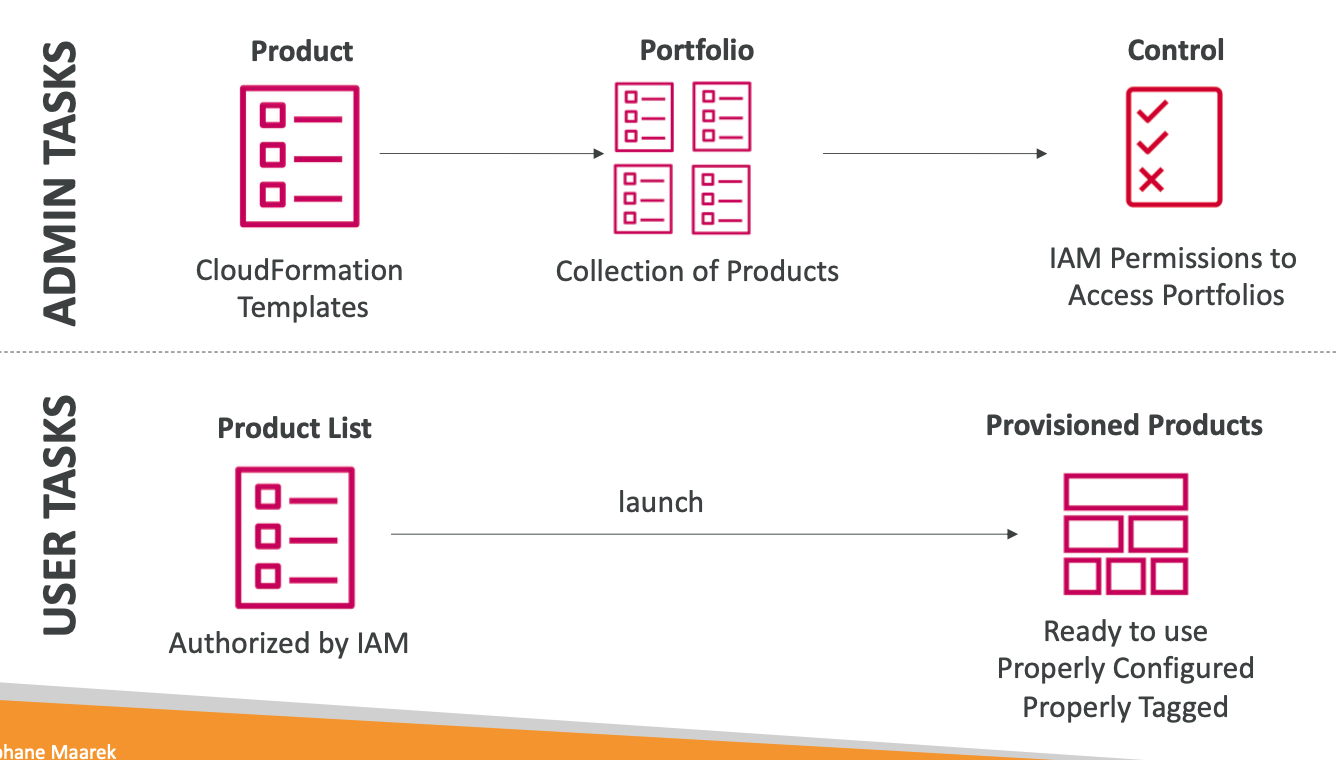 ADMIN TASKS
Product
CloudFormation
Templates
Portfolio
Collection of Products
Control
IAM Permissions to
Access Portfolios
USER TASKS
Product List
Authorized by IAM
launch
Provisioned Products
Ready to use
Properly Configured
Properly Tagged
Maarek